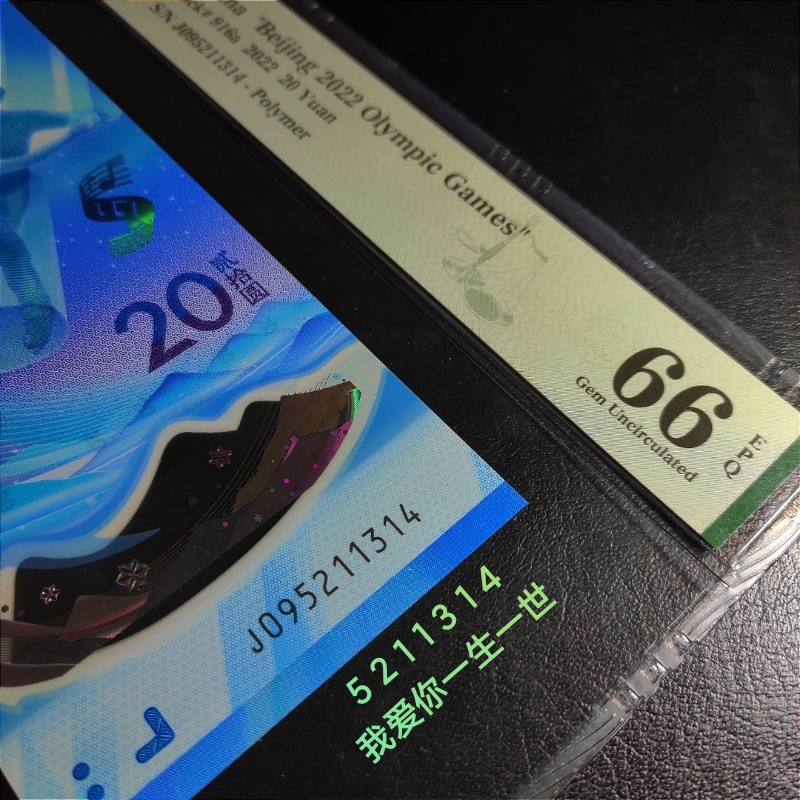 "Beijing 2022 Olympic Games"
916a 2022 20 Yuan
S/N J095211314 - Polymer
66
EPQ
Gem Uncirculated
20
贰拾圆
J095211314
5211314
我爱你一生一世